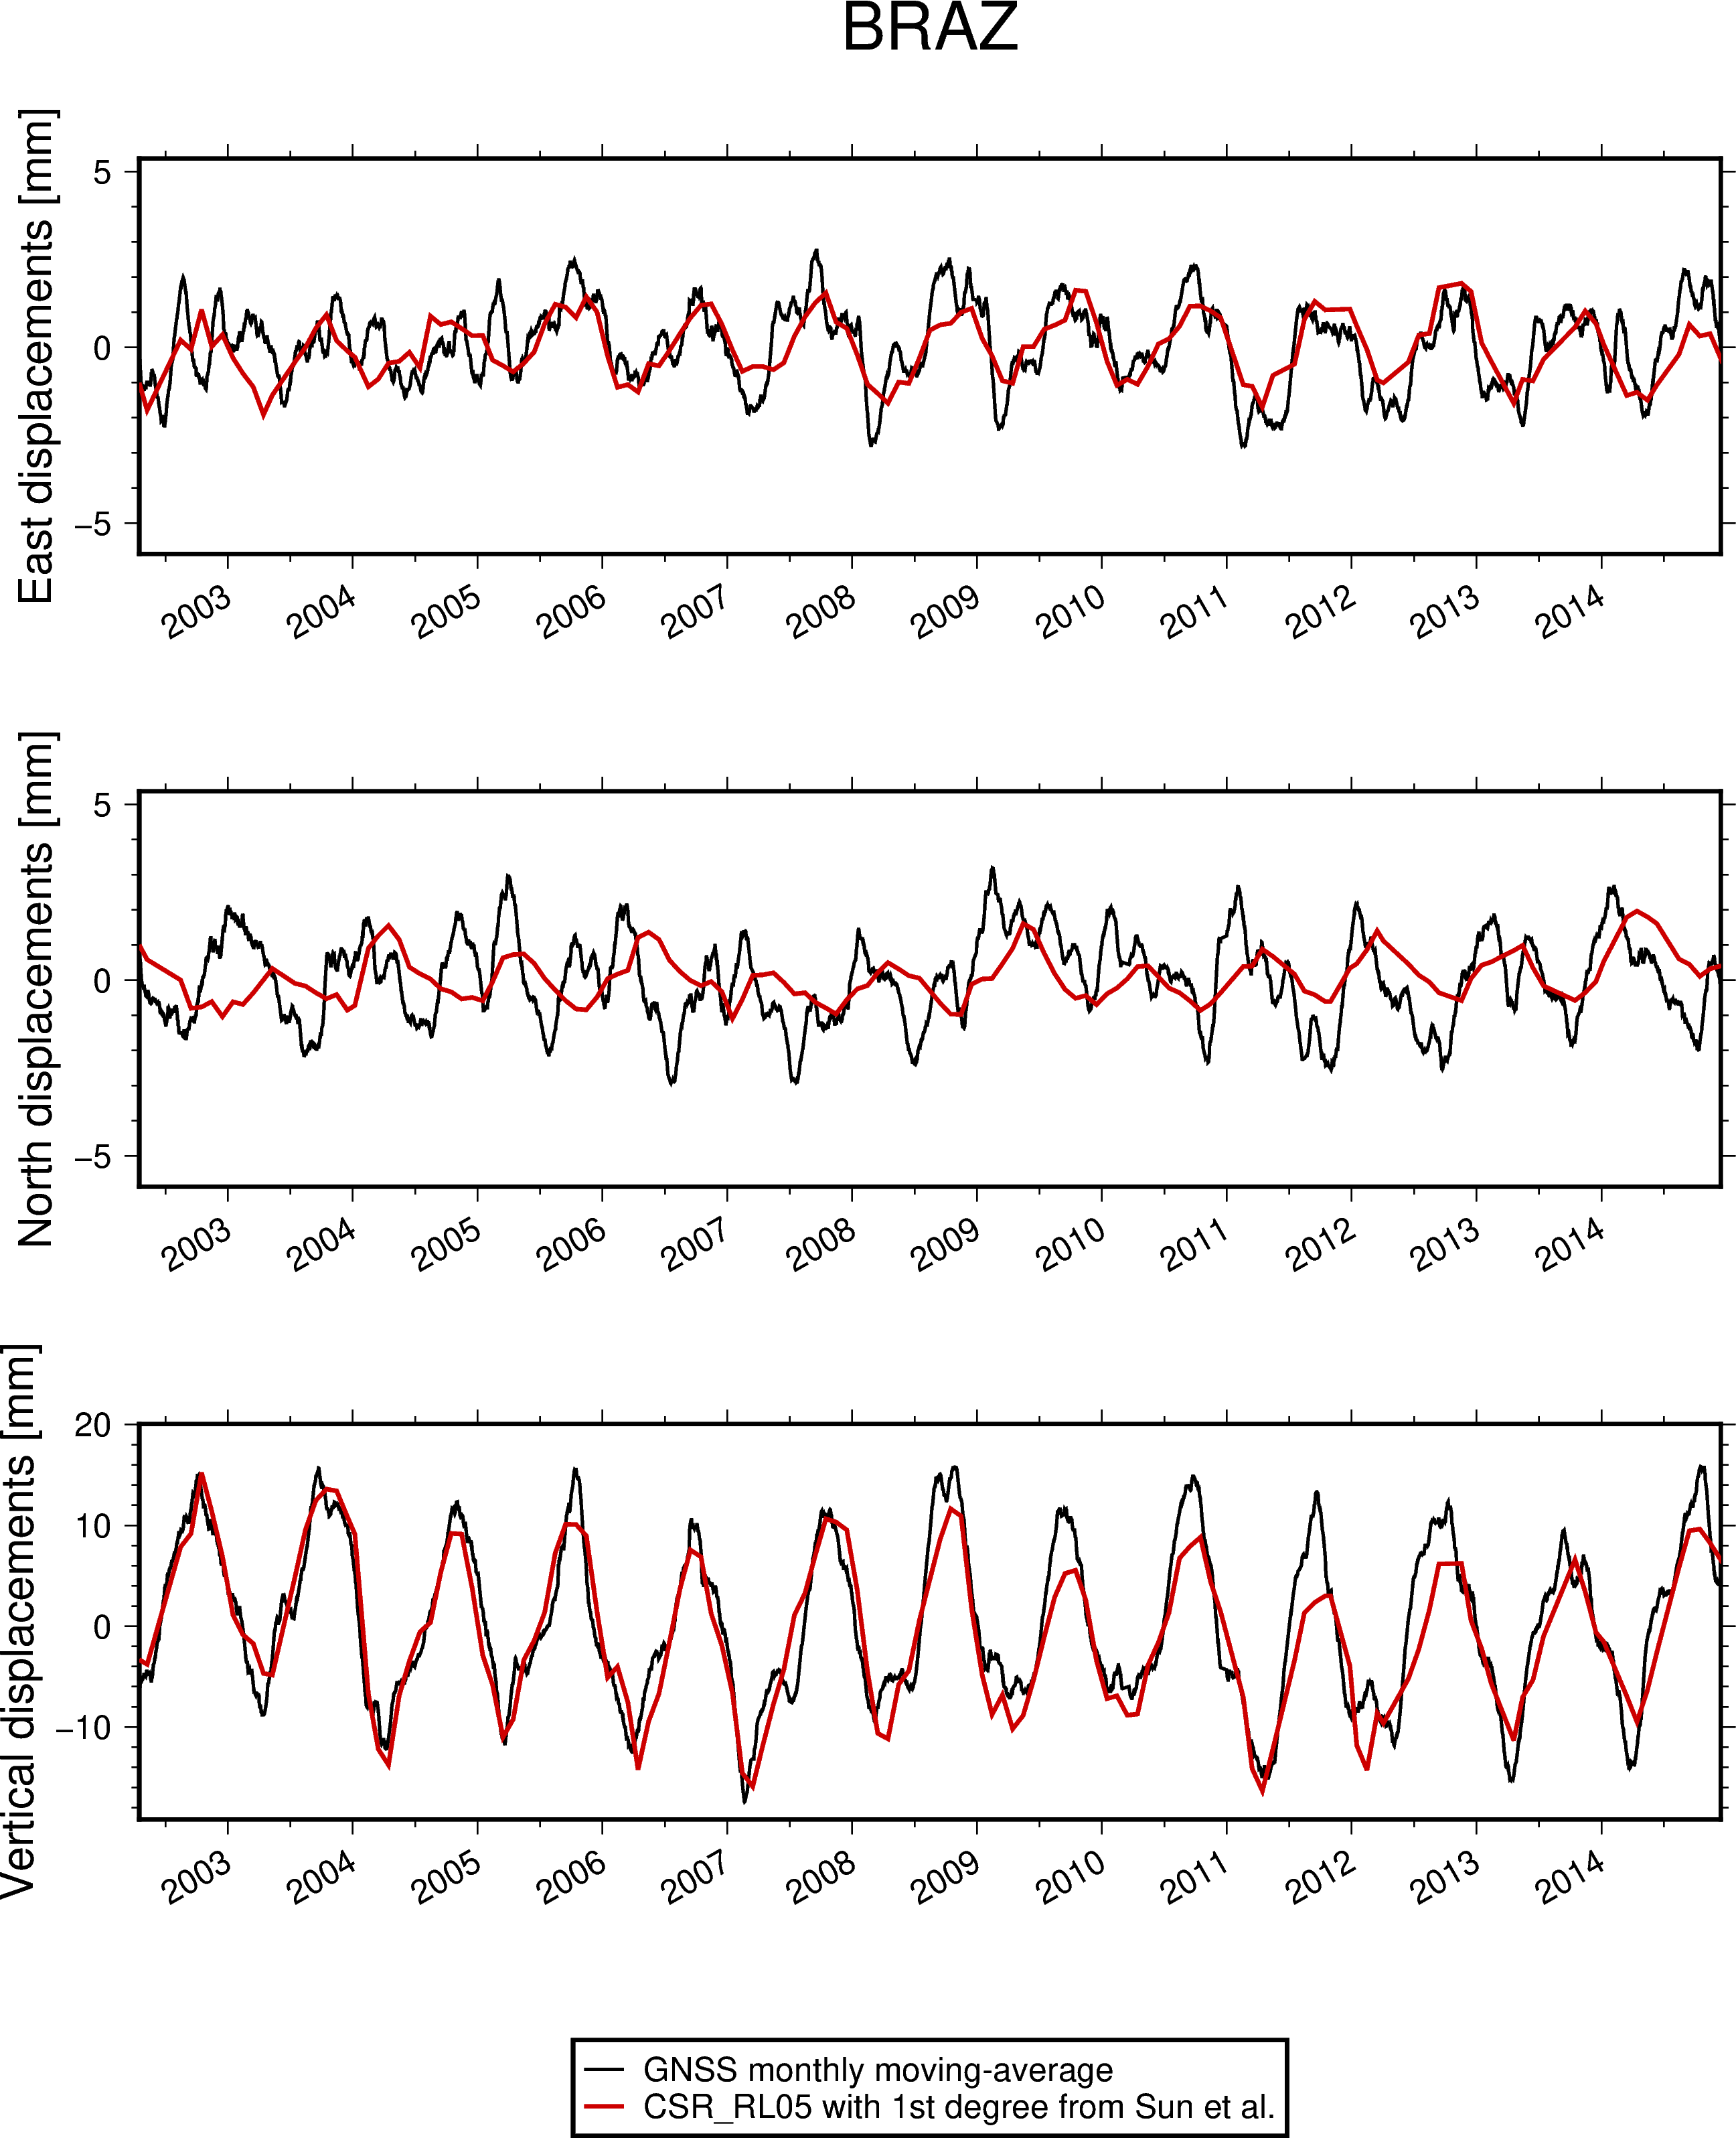 BRAZ
East displacements [mm]
5
0
−5
2003 2004 2005 2006 2007 2008 2009 2010 2011 2012 2013 2014
North displacements [mm]
5
0
−5
2003 2004 2005 2006 2007 2008 2009 2010 2011 2012 2013 2014
Vertical displacements [mm]
20
10
0
−10
2003 2004 2005 2006 2007 2008 2009 2010 2011 2012 2013 2014
GNSS monthly moving-average
CSR_RL05 with 1st degree from Sun et al.